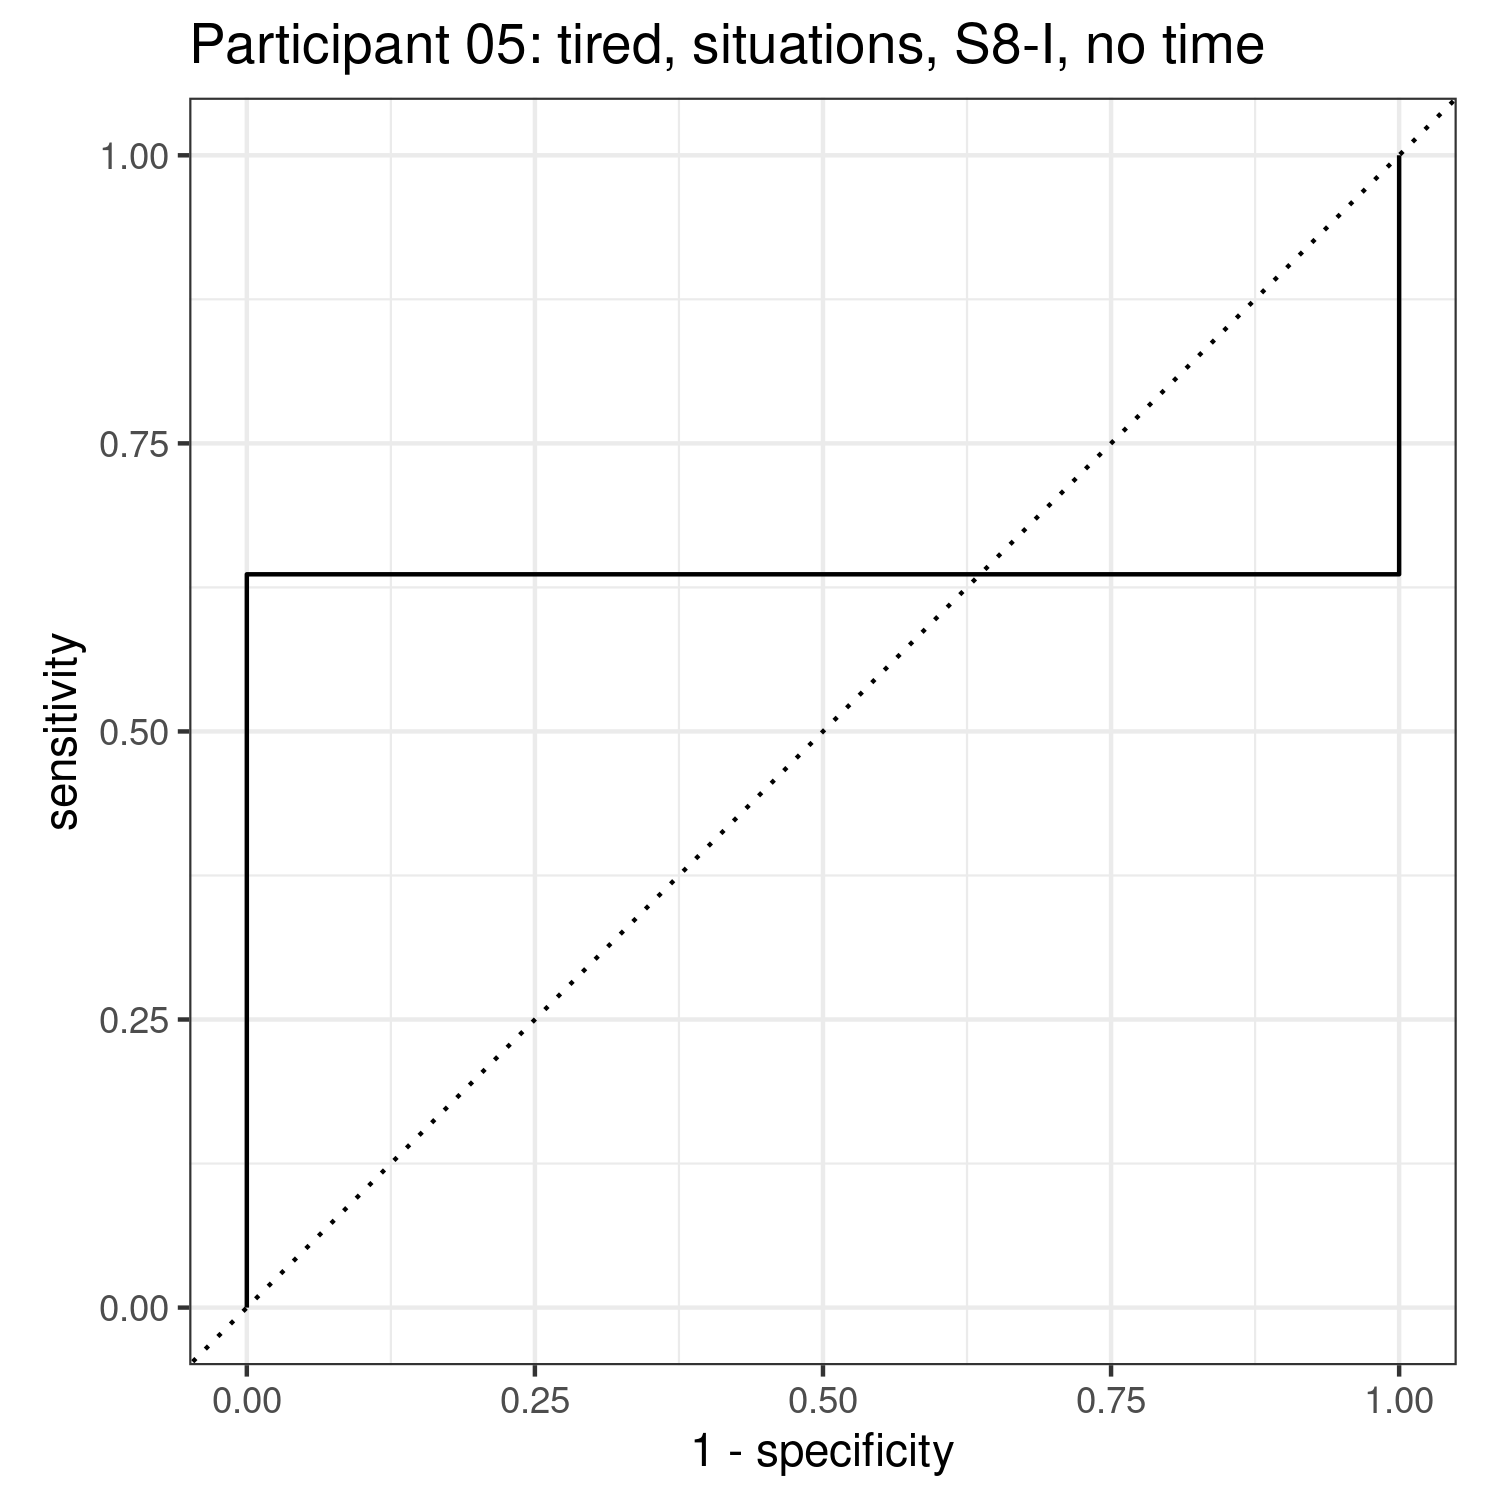 Participant 05: tired, situations, S8-I, no time
1.00
0.75
0.50
0.25
0.00
sensitivity
0.00 0.25 0.50 0.75 1.00
1 - specificity